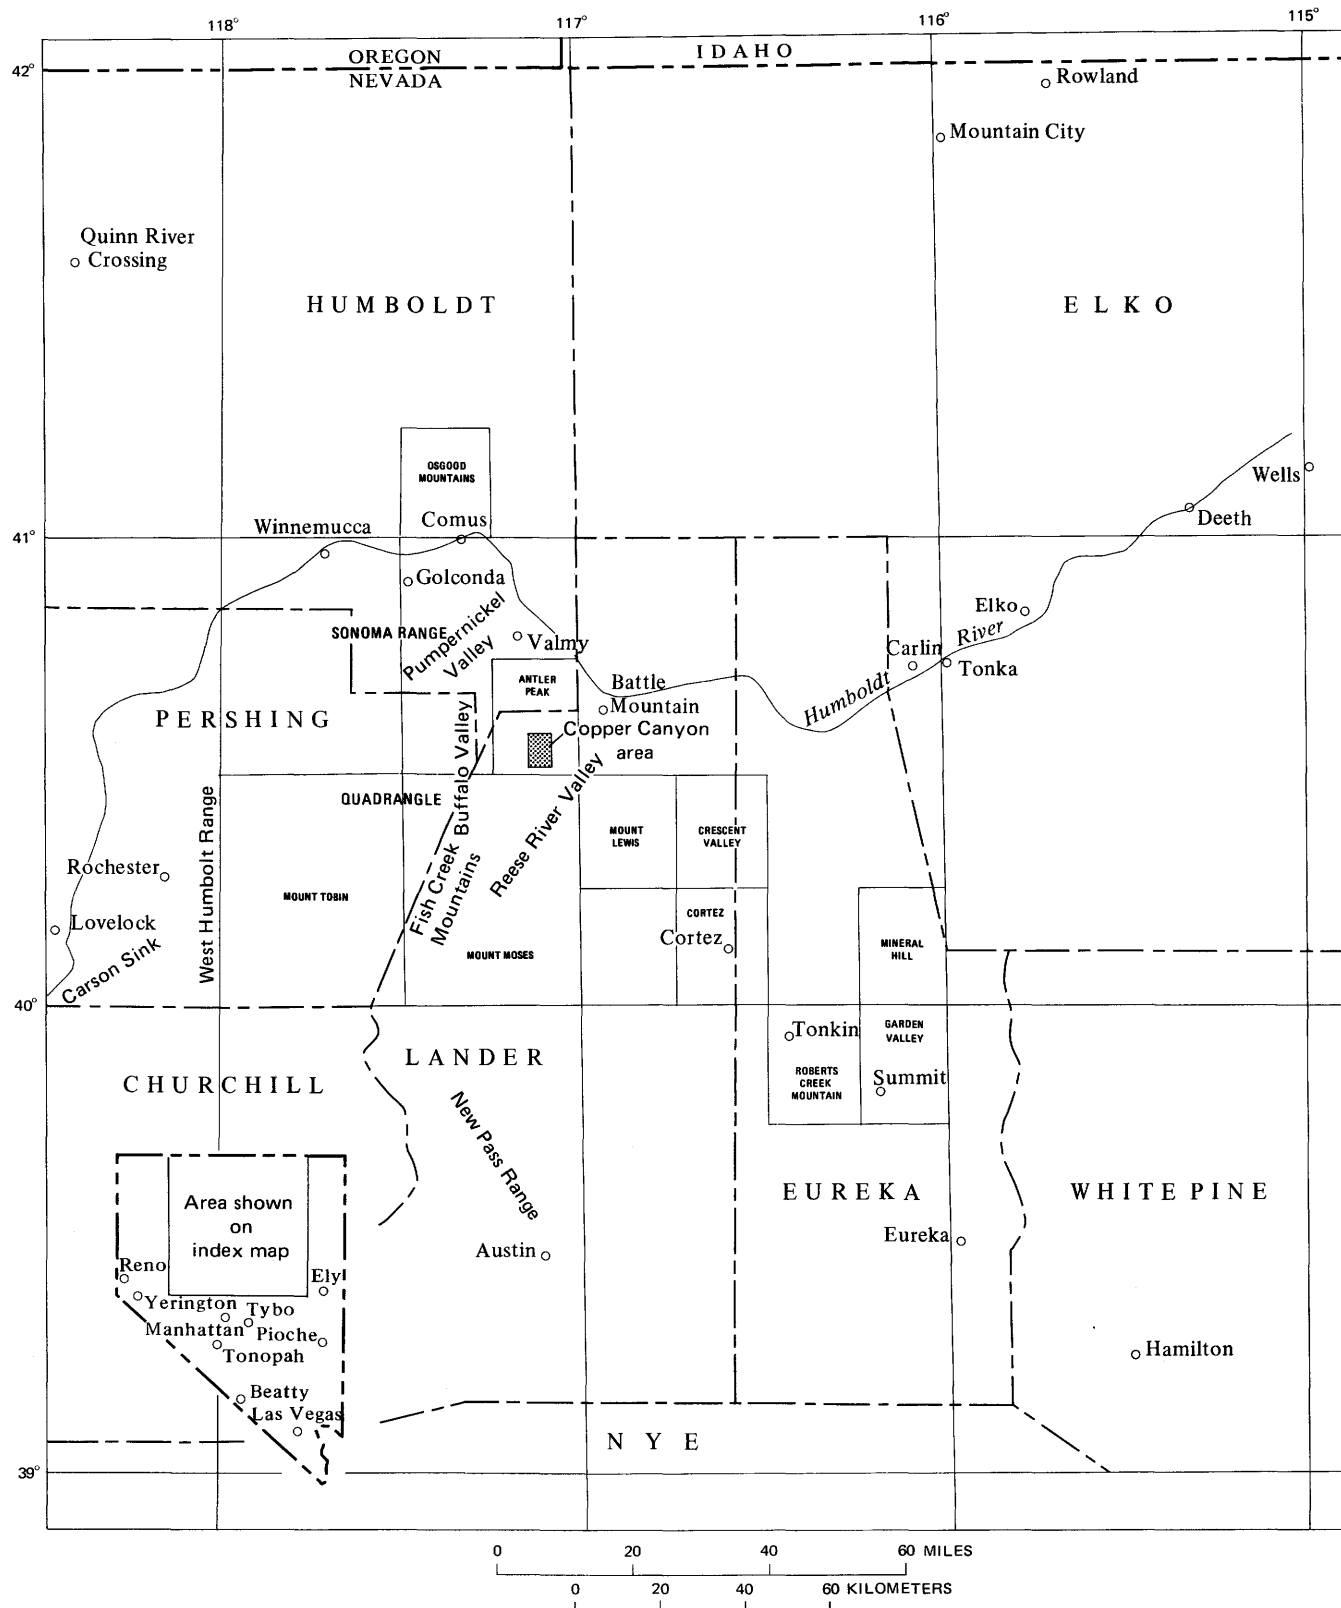 118°
117°
116°
115°
42°
OREGON
NEVADA
IDAHO
Rowland
Mountain City
Quinn River
Crossing
HUMBOLDT
ELKO
OSGOOD
MOUNTAINS
Wells
Winnemucca
Comus
Deeth
41°
Golconda
Elko
SONOMA RANGE
Pumpernickel
Valley
Valmy
Carlin
Humboldt
River
Tonka
ANTLER
PEAK
Battle
Mountain
PERSHING
Copper Canyon
area
Buffalo Valley
QUADRANGLE
Reese River Valley
West Humbolt Range
MOUNT
LEWIS
CRESCENT
VALLEY
Rochester
MOUNT TOBIN
Fish Creek
Mountains
Lovelock
CORTEZ
Cortez
Carson Sink
MOUNT MOSES
MINERAL
HILL
40°
Tonkin
GARDEN
VALLEY
LANDER
CHURCHILL
ROBERTS
CREEK
MOUNTAIN
Summit
New Pass Range
Area shown
on
index map
EUREKA
WHITE PINE
Eureka
Austin
Reno
Ely
Yerington
Tybo
Manhattan
Pioche
Tonopah
Hamilton
Beatty
Las Vegas
NYE
39°
0 20 40 60 MILES
0 20 40 60 KILOMETERS